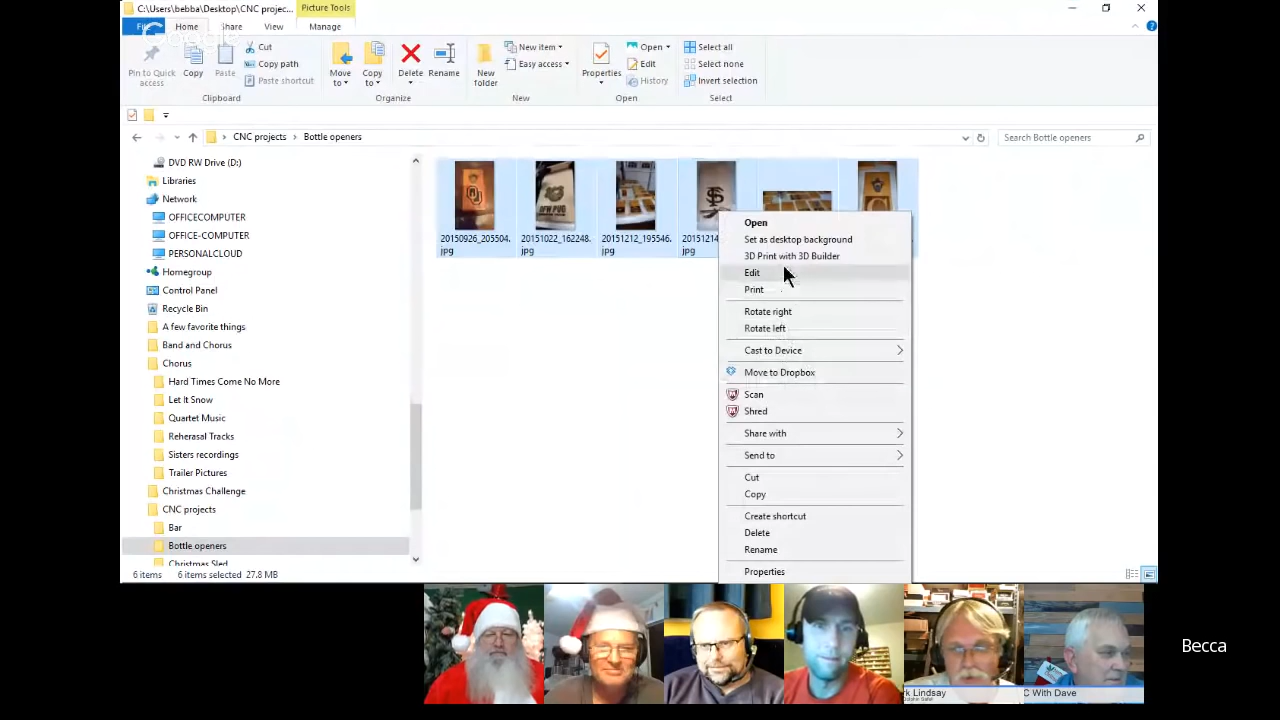 C:\Users\bebba\Desktop\CNC projec...
Picture Tools
File
Home
Share
View
Manage
Google
Pin to Quick access
Copy
Paste
Cut
Copy path
Paste shortcut
Clipboard
Move to
Copy to
Delete
Rename
Organize
New folder
New item
Easy access
New
Properties
Open
Edit
History
Open
Select all
Select none
Invert selection
Select
CNC projects
Bottle openers
Search Bottle openers
DVD RW Drive (D:)
Libraries
Network
OFFICECOMPUTER
OFFICE-COMPUTER
PERSONALCLOUD
Homegroup
Control Panel
Recycle Bin
A few favorite things
Band and Chorus
Chorus
Hard Times Come No More
Let It Snow
Quartet Music
Reherasal Tracks
Sisters recordings
Trailer Pictures
Christmas Challenge
CNC projects
Bar
Bottle openers
Christmas Sled
20150926_205504.jpg
20151022_162248.jpg
20151212_195546.jpg
20151214
jpg
Open
Set as desktop background
3D Print with 3D Builder
Edit
Print
Rotate right
Rotate left
Cast to Device
Move to Dropbox
Scan
Shred
Share with
Send to
Cut
Copy
Create shortcut
Delete
Rename
Properties
6 items
6 items selected 27.8 MB
rk Lindsay
C With Dave
Becca